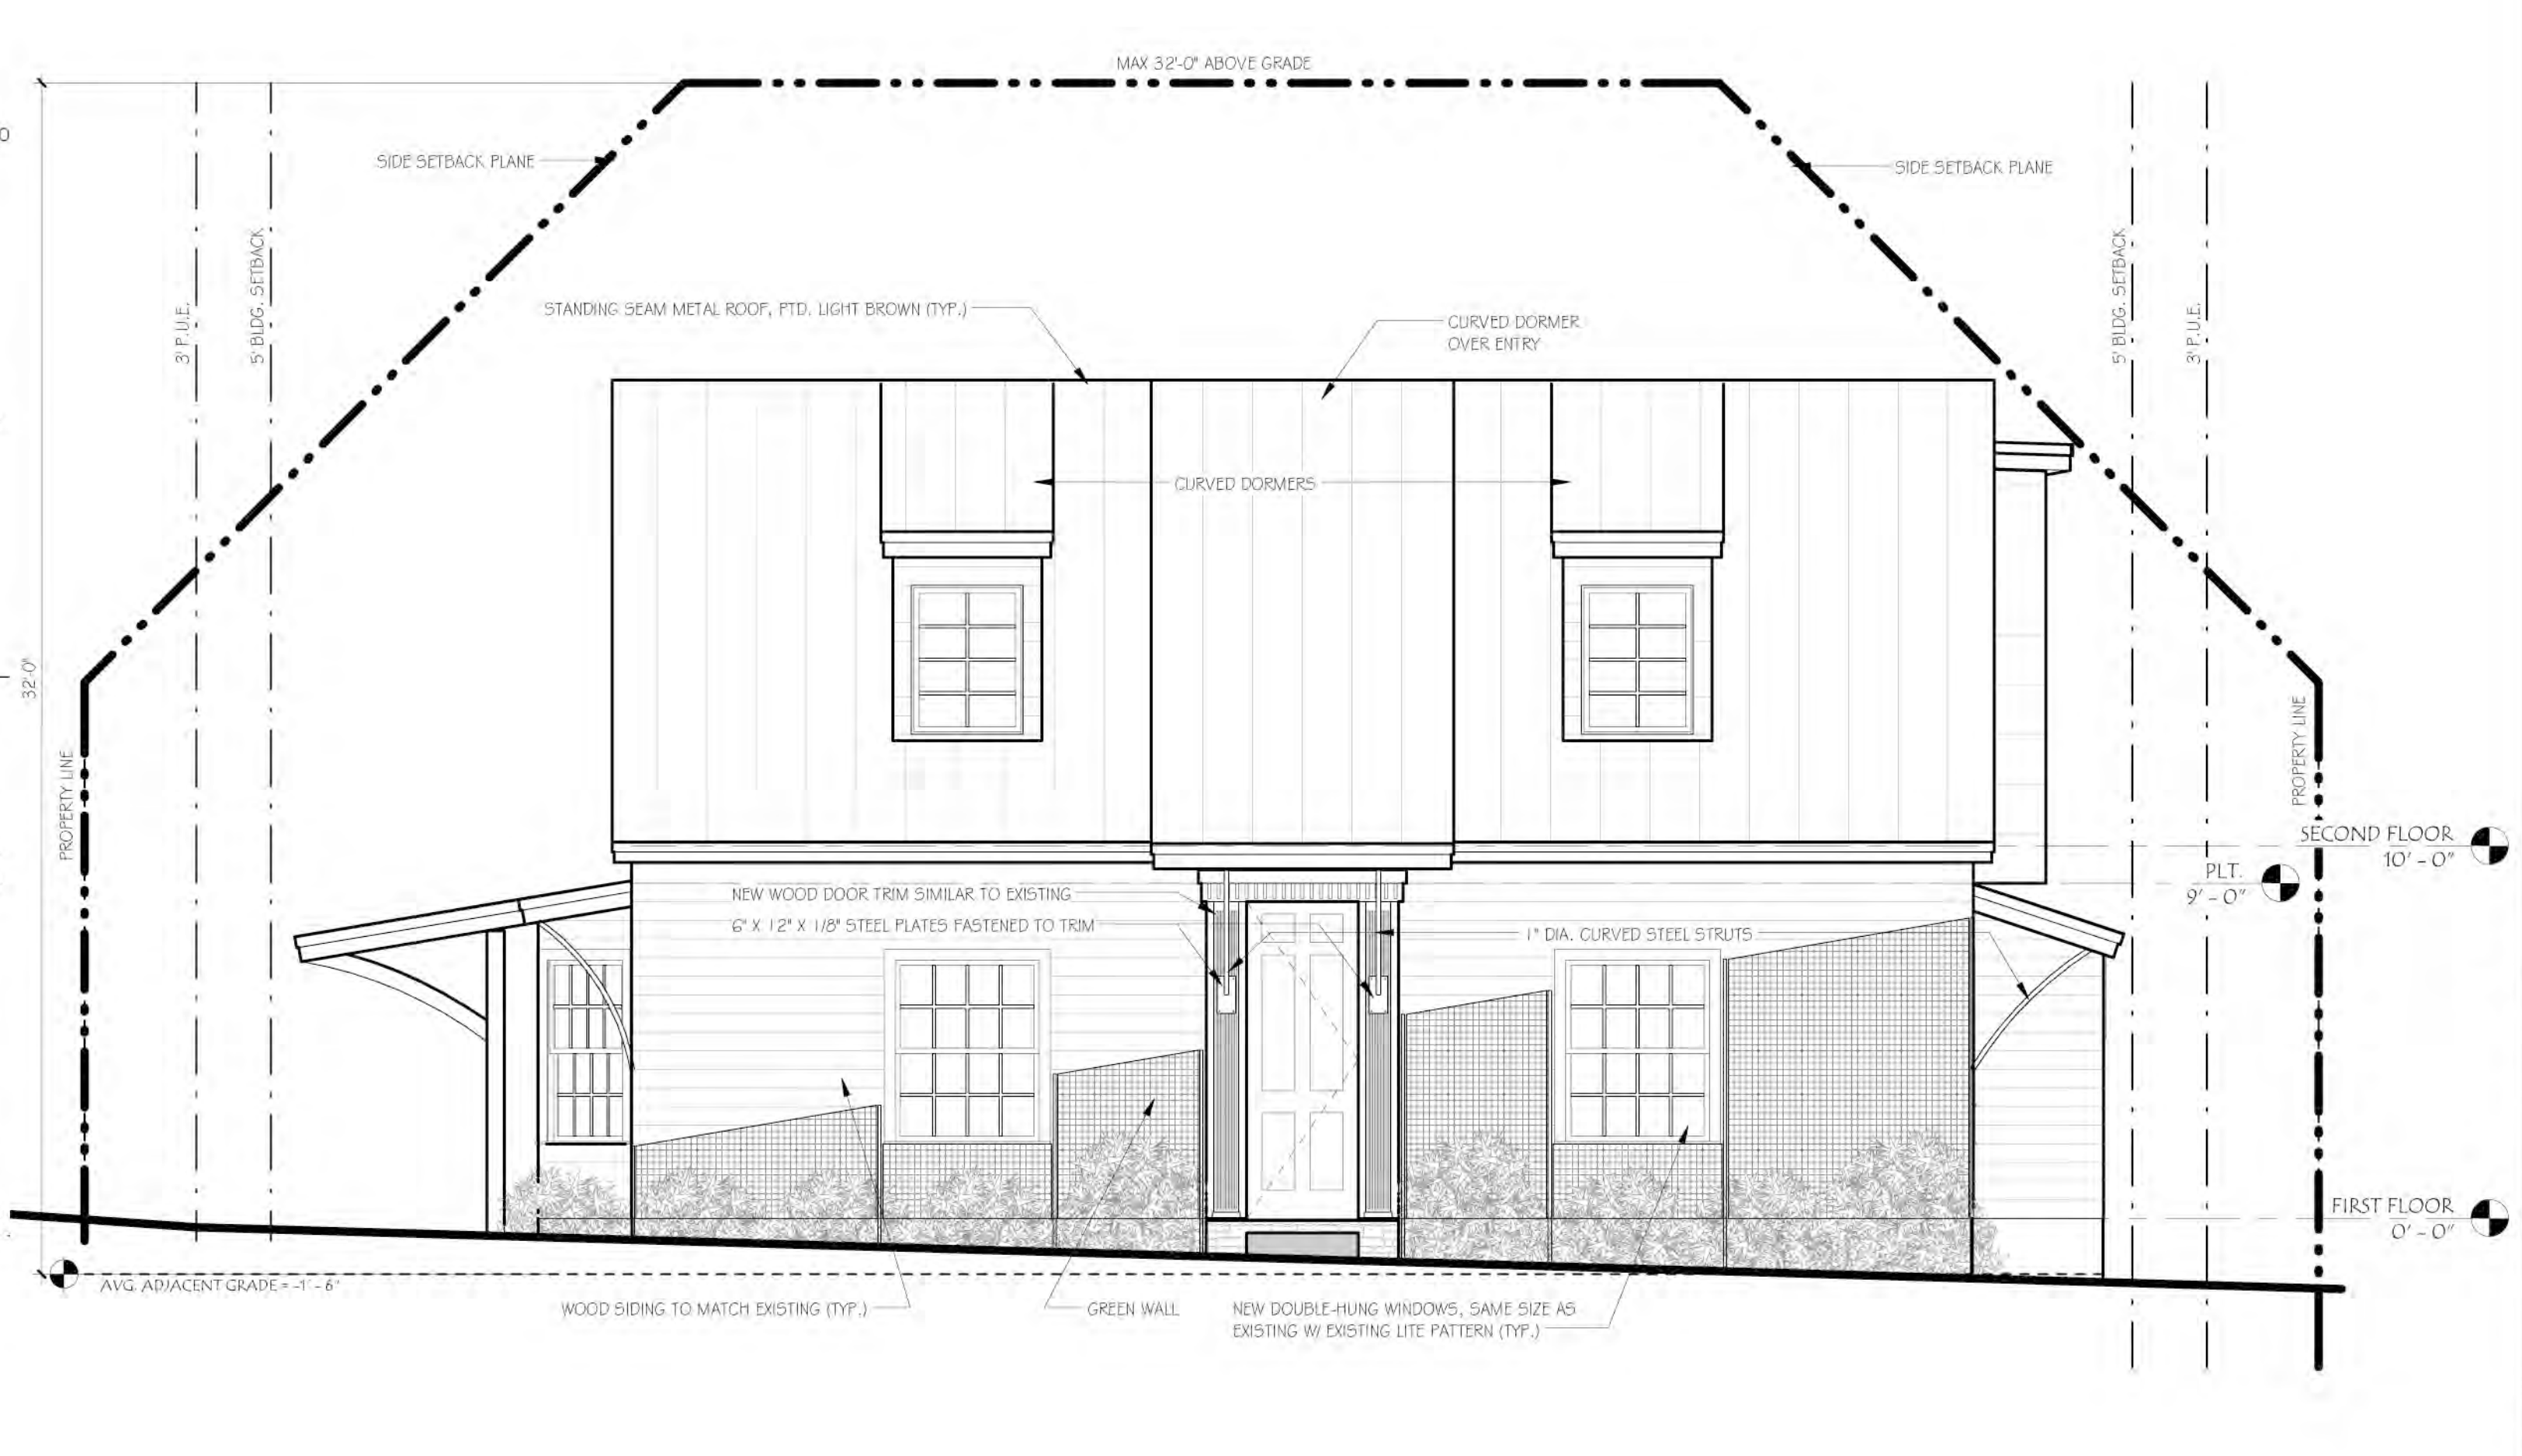 MAX 32'-0" ABOVE GRADE
SIDE SETBACK PLANE
SIDE SETBACK PLANE
3' P.U.E.
5' BLDG. SETBACK
5' BLDG. SETBACK
3' P.U.E.
STANDING SEAM METAL ROOF, PTD. LIGHT BROWN (TYP.)
CURVED DORMER
OVER ENTRY
CURVED DORMERS
32'-0"
PROPERTY LINE
PROPERTY LINE
SECOND FLOOR
10' - 0"
PLT.
9' - 0"
NEW WOOD DOOR TRIM SIMILAR TO EXISTING
6" X 12" X 1/8" STEEL PLATES FASTENED TO TRIM
1" DIA. CURVED STEEL STRUTS
FIRST FLOOR
0' - 0"
AVG. ADJACENT GRADE = -1' - 6"
WOOD SIDING TO MATCH EXISTING (TYP.)
GREEN WALL
NEW DOUBLE-HUNG WINDOWS, SAME SIZE AS
EXISTING W/ EXISTING LITE PATTERN (TYP.)